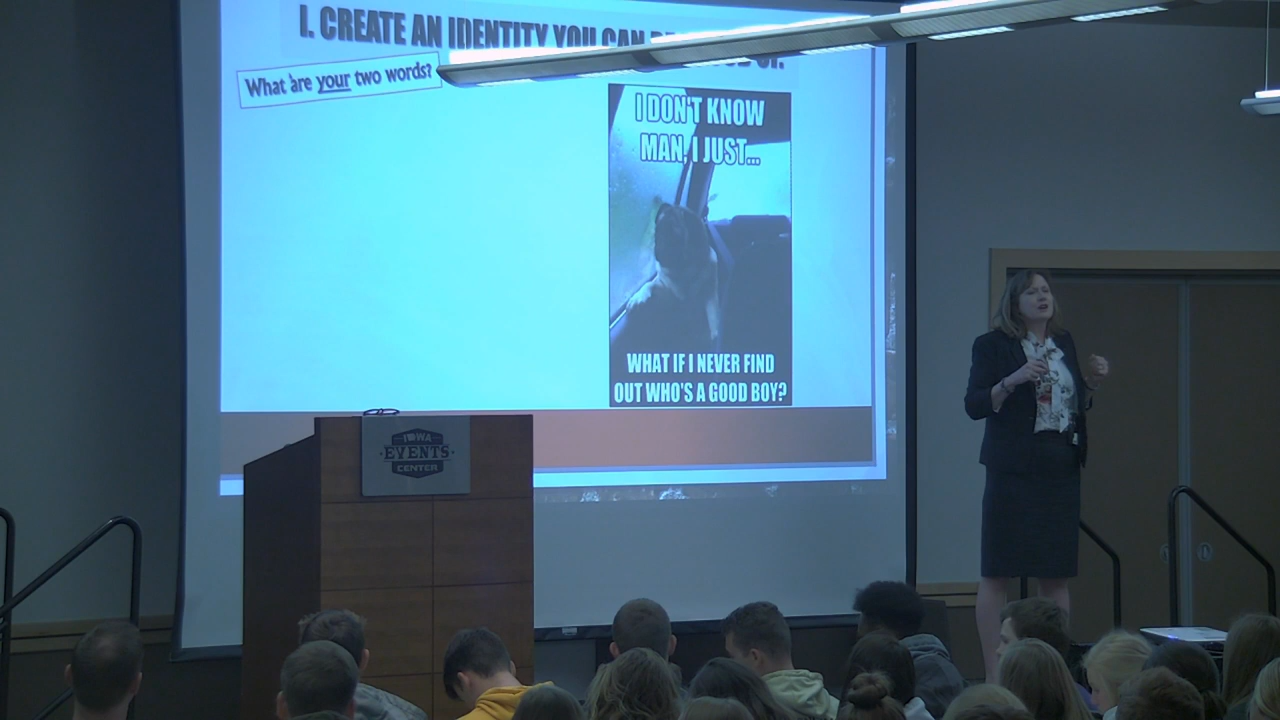 I. CREATE AN IDENTITY YOU CAN
What are your two words?
I DON'T KNOW
MAN, I JUST...
WHAT IF I NEVER FIND
OUT WHO'S A GOOD BOY?
IOWA
EVENTS
CENTER